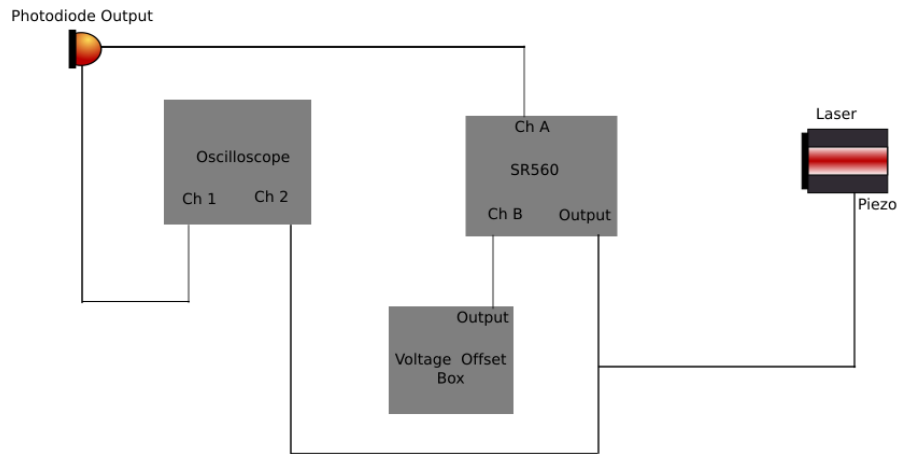 Photodiode Output
Oscilloscope
Ch 1
Ch 2
Ch A
SR560
Ch B
Output
Output
Voltage Offset
Box
Laser
Piezo